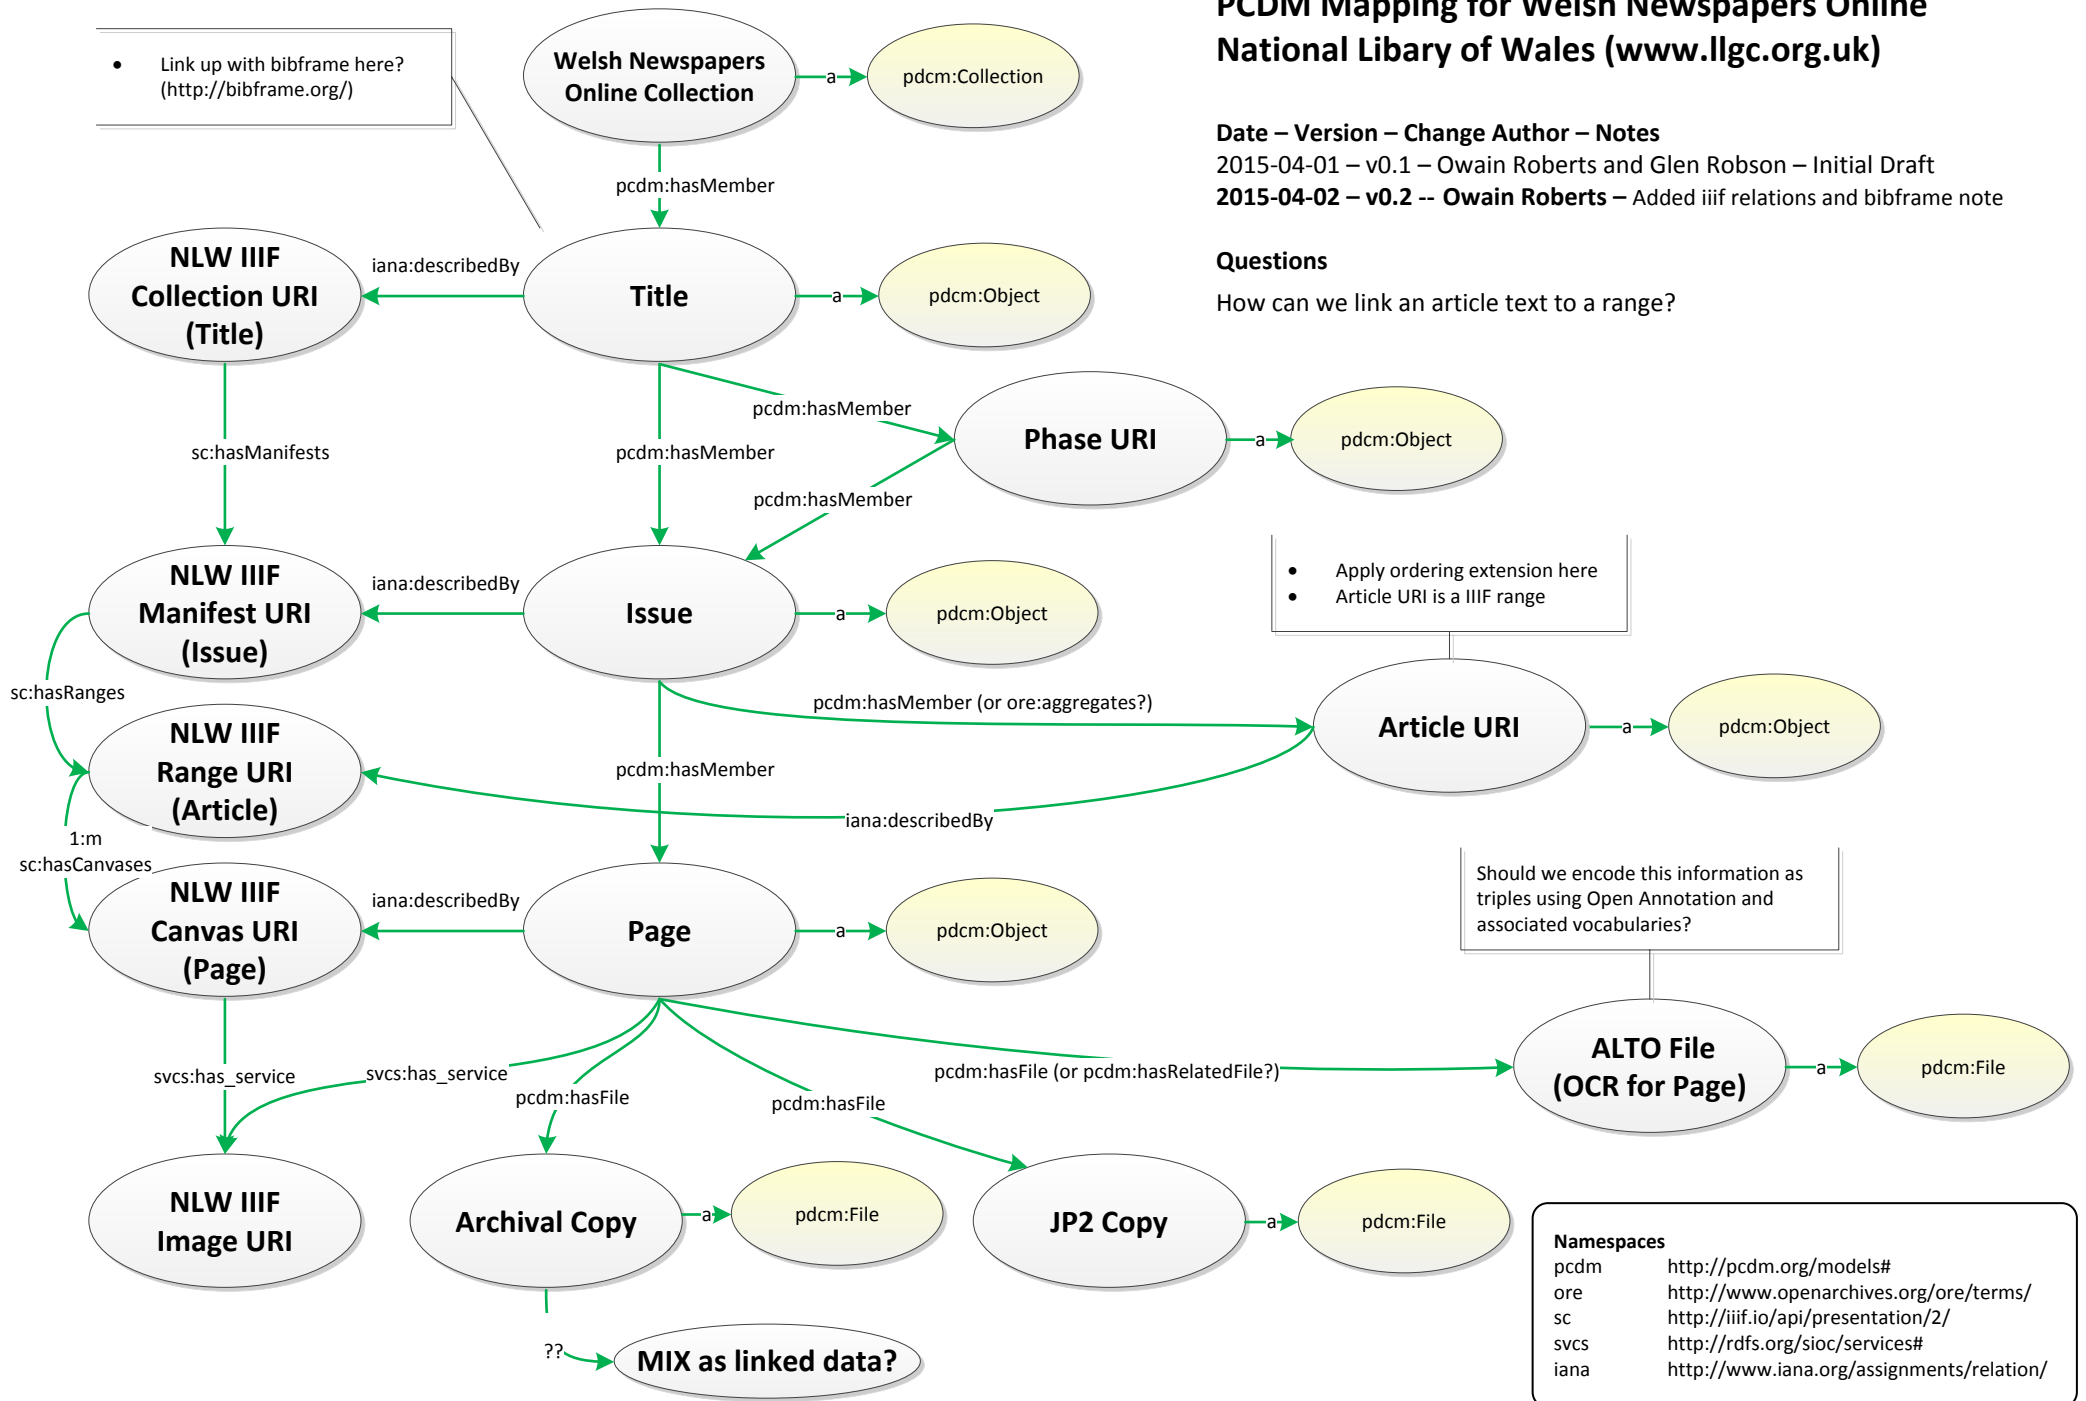 PCDM Mapping for Welsh Newspapers Online
National Libary of Wales (www.llgc.org.uk)
Date – Version – Change Author – Notes
2015-04-01 – v0.1 – Owain Roberts and Glen Robson – Initial Draft
2015-04-02 – v0.2 -- Owain Roberts – Added iiif relations and bibframe note
Questions
How can we link an article text to a range?
• Link up with bibframe here?
(http://bibframe.org/)
Welsh Newspapers
Online Collection
a
pdcm:Collection
pcdm:hasMember
NLW IIIF
Collection URI
(Title)
iana:describedBy
Title
a
pdcm:Object
sc:hasManifests
pcdm:hasMember
pcdm:hasMember
Phase URI
a
pdcm:Object
pcdm:hasMember
NLW IIIF
Manifest URI
(Issue)
iana:describedBy
Issue
a
pdcm:Object
• Apply ordering extension here
• Article URI is a IIIF range
sc:hasRanges
pcdm:hasMember (or ore:aggregates?)
Article URI
a
pdcm:Object
NLW IIIF
Range URI
(Article)
pcdm:hasMember
iana:describedBy
1:m
sc:hasCanvases
NLW IIIF
Canvas URI
(Page)
iana:describedBy
Page
a
pdcm:Object
Should we encode this information as
triples using Open Annotation and
associated vocabularies?
svcs:has_service
svcs:has_service
pcdm:hasFile
pcdm:hasFile
pcdm:hasFile (or pcdm:hasRelatedFile?)
ALTO File
(OCR for Page)
a
pdcm:File
NLW IIIF
Image URI
Archival Copy
a
pdcm:File
JP2 Copy
a
pdcm:File
??
MIX as linked data?
Namespaces
pcdm http://pcdm.org/models#
ore http://www.openarchives.org/ore/terms/
sc http://iiif.io/api/presentation/2/
svcs http://rdfs.org/sioc/services#
iana http://www.iana.org/assignments/relation/